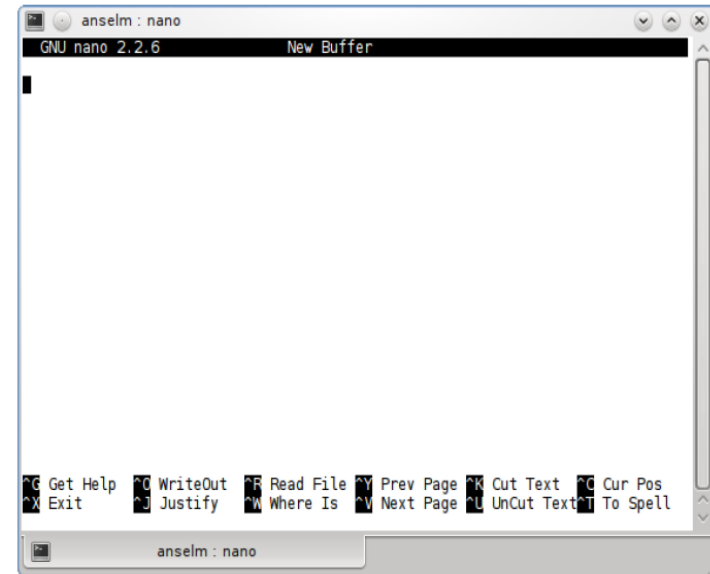 anselm : nano
GNU nano 2.2.6 New Buffer
^G Get Help ^O WriteOut ^R Read File ^Y Prev Page ^K Cut Text ^C Cur Pos
^X Exit ^J Justify ^W Where Is ^V Next Page ^U UnCut Text ^T To Spell
anselm : nano